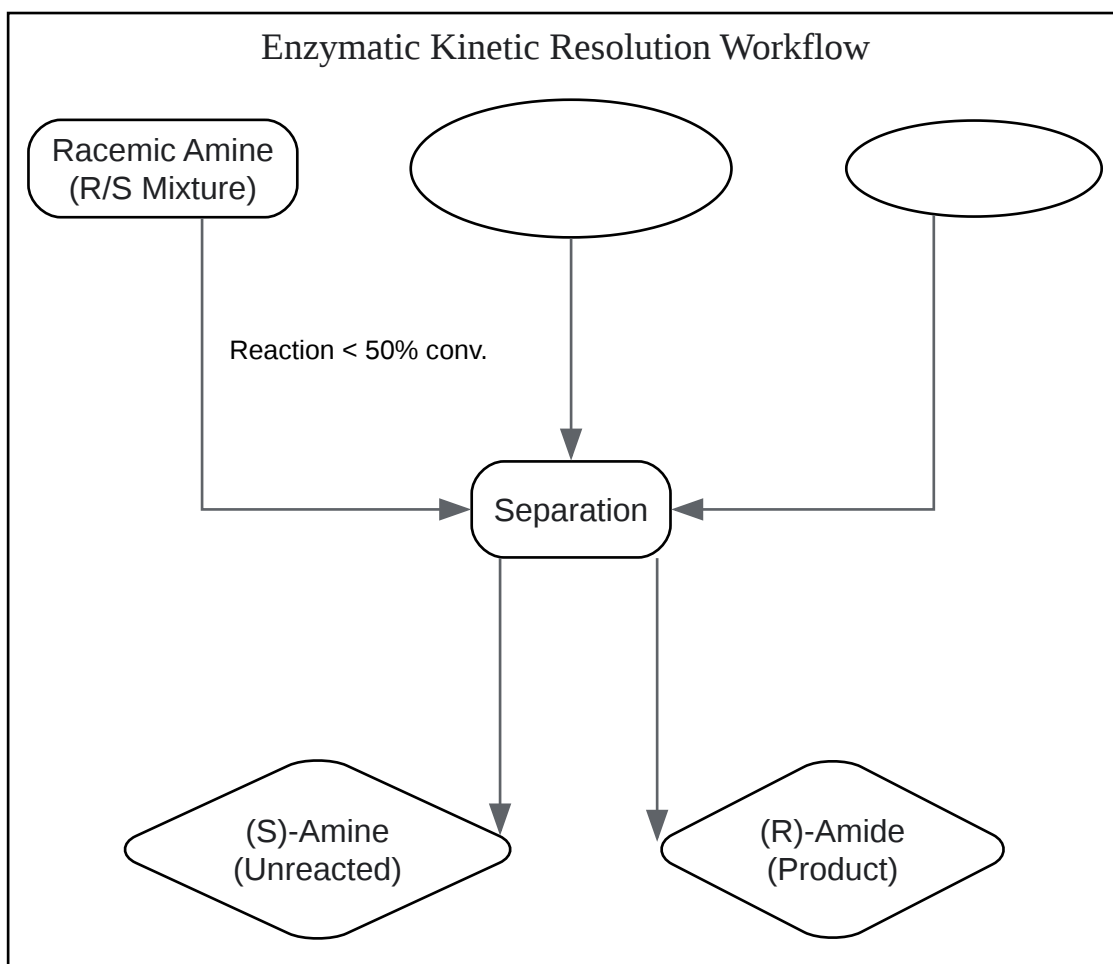 Enzymatic Kinetic Resolution Workflow
Racemic Amine
(R/S Mixture)
Reaction < 50% conv.
Separation
(S)-Amine
(Unreacted)
(R)-Amide
(Product)